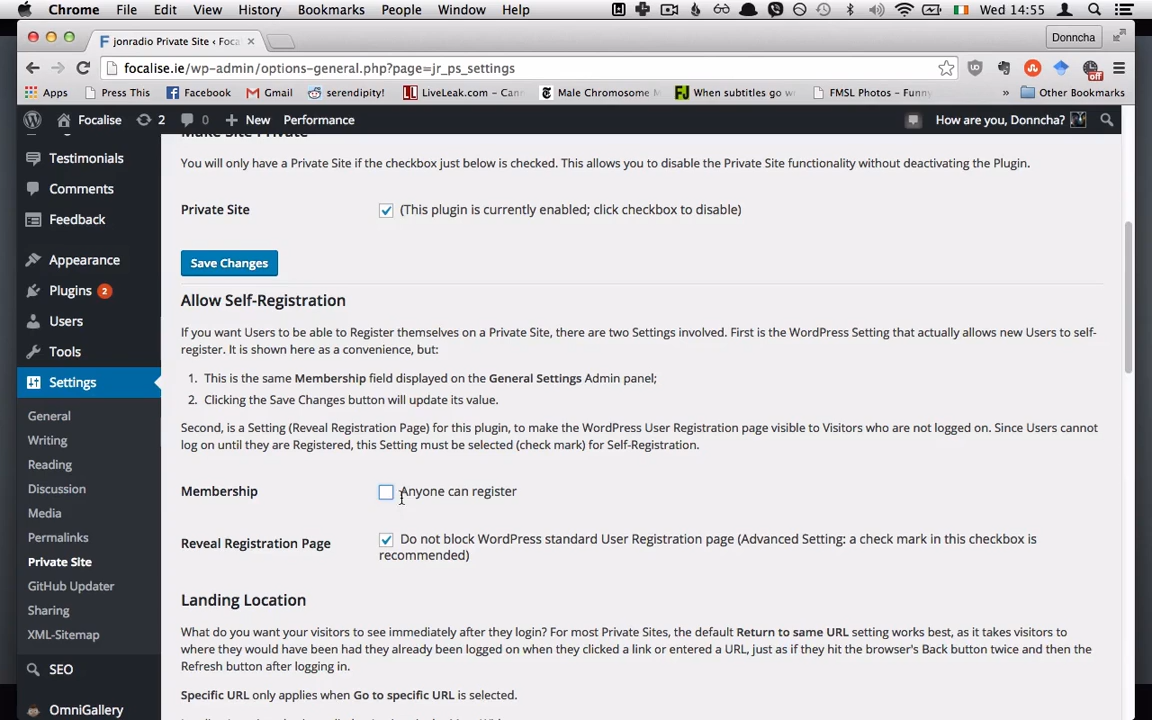 Chrome File Edit View History Bookmarks People Window Help Wed 14:55
jonradio Private Site ‹ Foca Donncha
focalise.ie/wp-admin/options-general.php?page=jr_ps_settings
Apps Press This Facebook Gmail serendipity! LiveLeak.com - Can Male Chromosome M When subtitles go w FMSL Photos - Funny » Other Bookmarks
Focalise 2 0 New Performance How are you, Donncha?
Make Site Private
Testimonials
Comments
Feedback
Appearance
Plugins 2
Users
Tools
Settings
General
Writing
Reading
Discussion
Media
Permalinks
Private Site
GitHub Updater
Sharing
XML-Sitemap
SEO
OmniGallery
You will only have a Private Site if the checkbox just below is checked. This allows you to disable the Private Site functionality without deactivating the Plugin.
Private Site (This plugin is currently enabled; click checkbox to disable)
Save Changes
Allow Self-Registration
If you want Users to be able to Register themselves on a Private Site, there are two Settings involved. First is the WordPress Setting that actually allows new Users to self-
register. It is shown here as a convenience, but:
1. This is the same Membership field displayed on the General Settings Admin panel;
2. Clicking the Save Changes button will update its value.
Second, is a Setting (Reveal Registration Page) for this plugin, to make the WordPress User Registration page visible to Visitors who are not logged on. Since Users cannot
log on until they are Registered, this Setting must be selected (check mark) for Self-Registration.
Membership Anyone can register
Reveal Registration Page Do not block WordPress standard User Registration page (Advanced Setting: a check mark in this checkbox is
recommended)
Landing Location
What do you want your visitors to see immediately after they login? For most Private Sites, the default Return to same URL setting works best, as it takes visitors to
where they would have been had they already been logged on when they clicked a link or entered a URL, just as if they hit the browser's Back button twice and then the
Refresh button after logging in.
Specific URL only applies when Go to specific URL is selected.